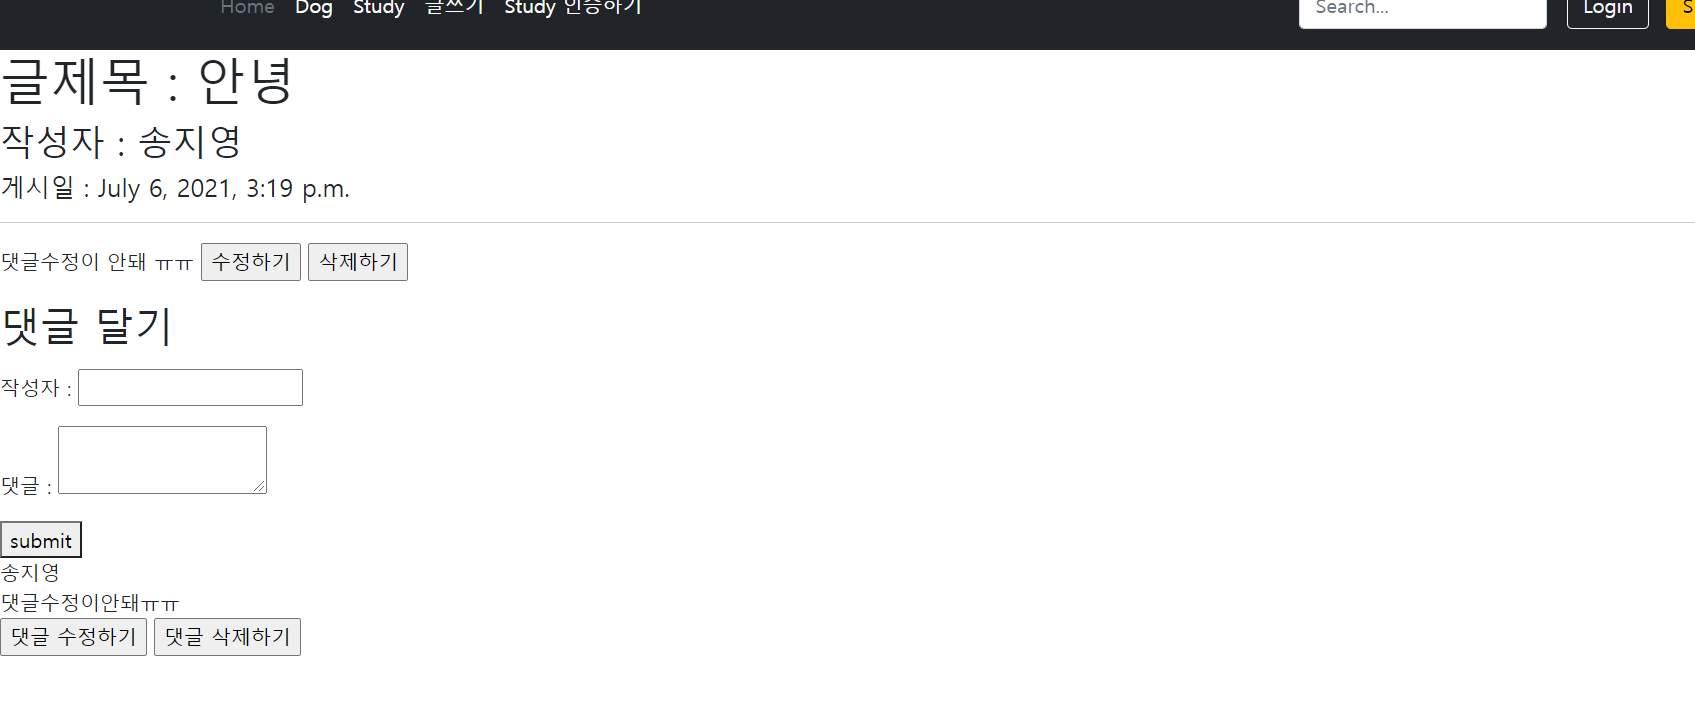 Home Dog Study 글쓰기 Study 인증하기 Search... Login S
글제목 : 안녕
작성자 : 송지영
게시일 : July 6, 2021, 3:19 p.m.
댓글수정이 안돼 ㅠㅠ 수정하기 삭제하기
댓글 달기
작성자 :
댓글 :
submit
송지영
댓글수정이안돼ㅠㅠ
댓글 수정하기 댓글 삭제하기